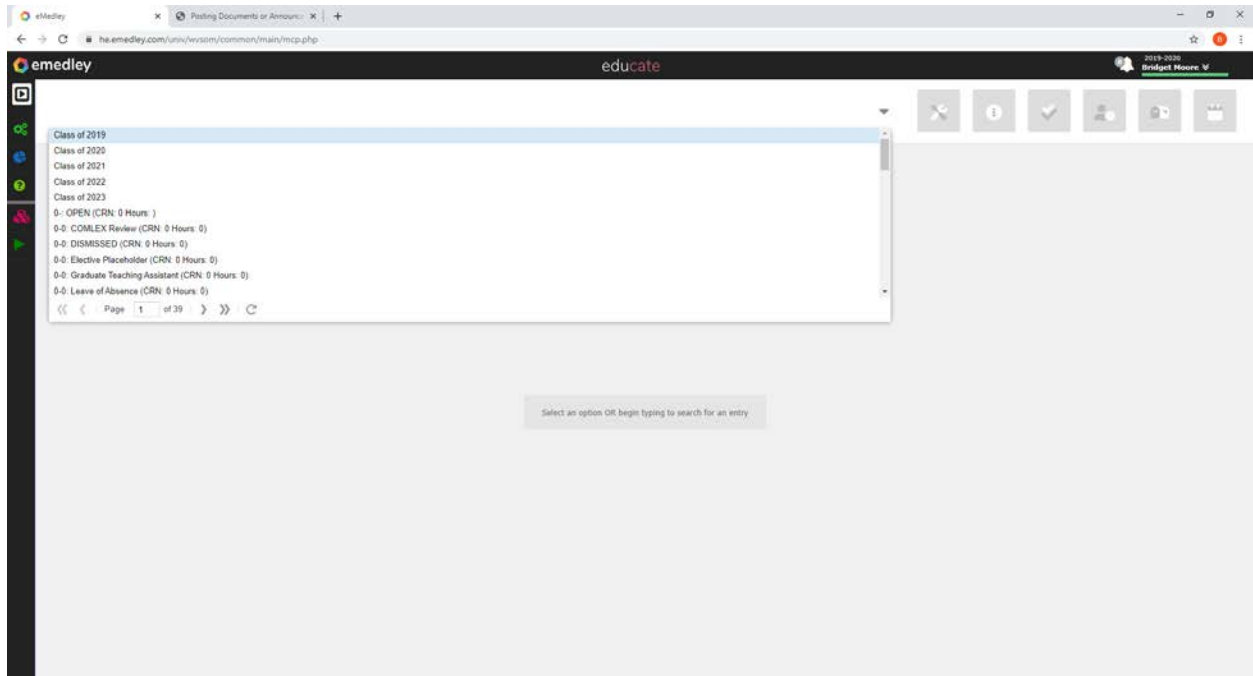 eMedley
Posting Documents or Announc
he.emedley.com/univ/wvsom/common/main/mcp.php
B
emedley
educate
2019-2020
Bridget Moore
Class of 2019
Class of 2020
Class of 2021
Class of 2022
Class of 2023
0-: OPEN (CRN: 0 Hours: )
0-0: COMLEX Review (CRN: 0 Hours: 0)
0-0: DISMISSED (CRN: 0 Hours: 0)
0-0: Elective Placeholder (CRN: 0 Hours: 0)
0-0: Graduate Teaching Assistant (CRN: 0 Hours: 0)
0-0: Leave of Absence (CRN: 0 Hours: 0)
Page 1 of 39
Select an option OR begin typing to search for an entry